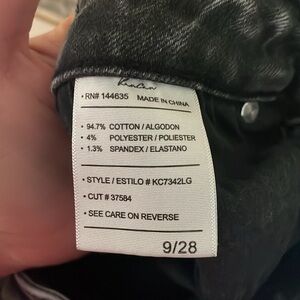 KanCan
• RN# 144635 MADE IN CHINA
• 94.7% COTTON / ALGODON
• 4% POLYESTER / POLIESTER
• 1.3% SPANDEX / ELASTANO
• STYLE / ESTILO # KC7342LG
• CUT # 37584
• SEE CARE ON REVERSE
9/28